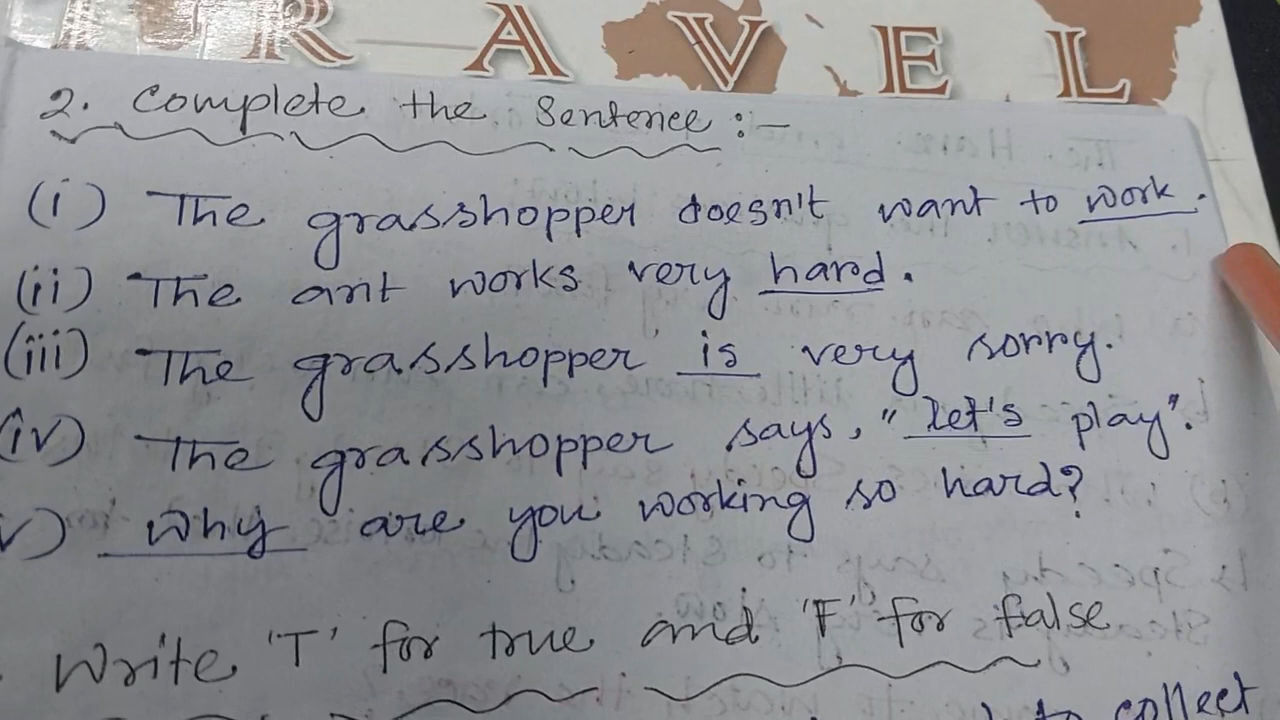 TRAVEL
2. Complete the Sentence :-
(i) The grasshopper doesn't want to work.
(ii) The ant works very hard.
(iii) The grasshopper is very sorry.
(iv) The grasshopper says, "let's play".
v) Why are you working so hard?
Write 'T' for true and 'F' for false
to collect